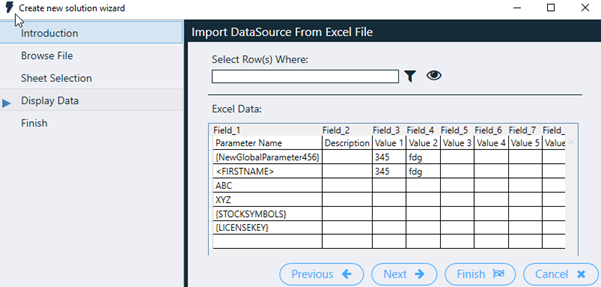 Create new solution wizard
Introduction
Browse File
Sheet Selection
Display Data
Finish
Import DataSource From Excel File
Select Row(s) Where:
Excel Data:
Field_1 Field_2 Field_3 Field_4 Field_5 Field_6 Field_7 Field_
Parameter Name Description Value 1 Value 2 Value 3 Value 4 Value 5 Value
{NewGlobalParameter456} 345 fdg
<FIRSTNAME> 345 fdg
ABC
XYZ
{STOCKSYMBOLS}
{LICENSEKEY}
Previous Next Finish Cancel